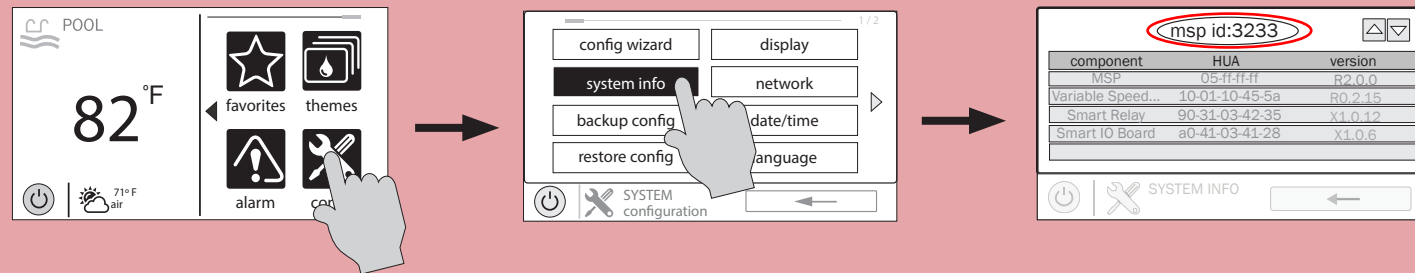 POOL
82°F
favorites themes
alarm
71º F
air
1 / 2
config wizard display
system info network
backup config date/time
restore config
SYSTEM
configuration
msp id:3233
component HUA version
MSP 05-ff-ff-ff R2.0.0
Variable Speed... 10-01-10-45-5a R0.2.15
Smart Relay 90-31-03-42-35 X1.0.12
Smart IO Board a0-41-03-41-28 X1.0.6
SYSTEM INFO